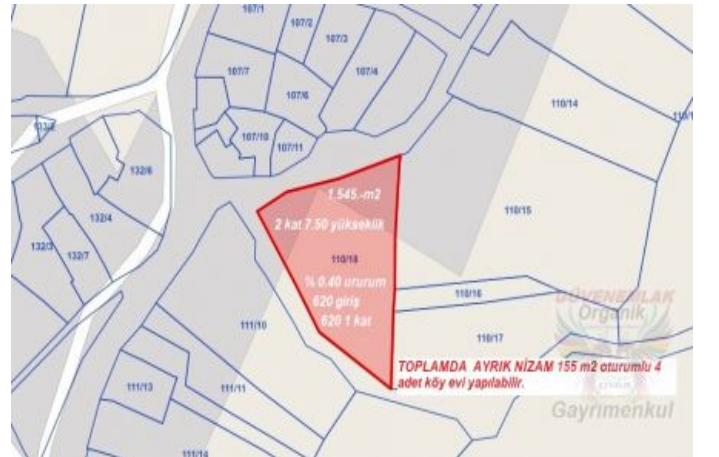 107/1
107/2
107/3
107/4
107/7
107/6
107/10
107/11
132/6
132/4
132/3
132/7
110/14
110/15
1.545.-m2
2 kat 7.50 yükseklik
110/18
% 0.40 ururum
620 giriş
620 1 kat
110/16
110/17
111/10
111/11
111/13
111/14
DÜVENEMLAK
Organik
Gayrimenkul
TOPLAMDA AYRIK NİZAM 155 m2 oturumlu 4
adet köy evi yapılabilir.